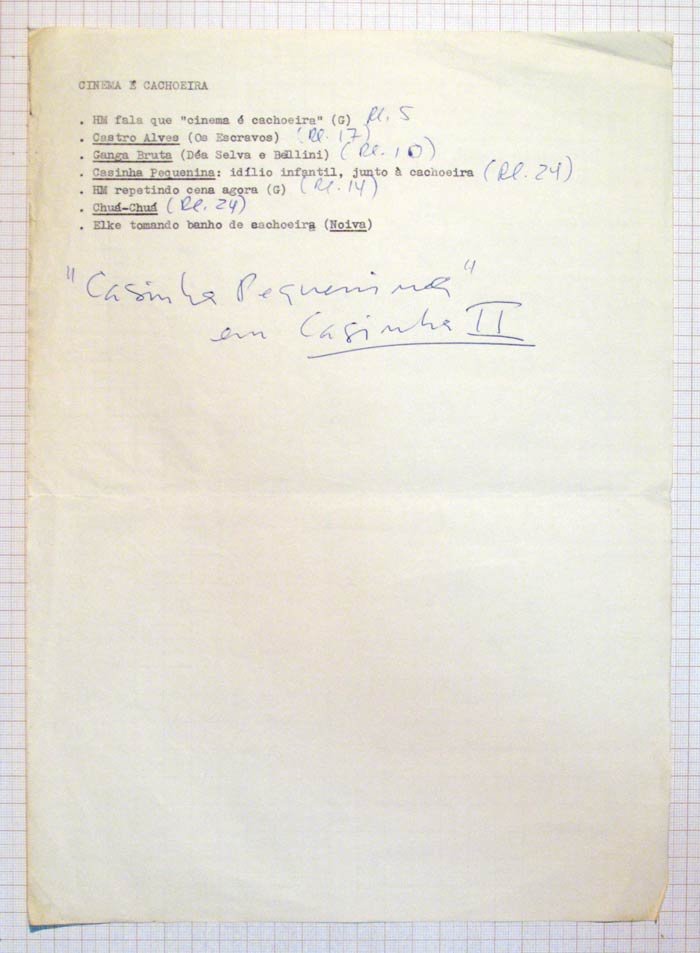 CINEMA É CACHOEIRA
. HM fala que "cinema é cachoeira" (G) Rl. 5
. Castro Alves (Os Escravos) (Rl. 17)
. Ganga Bruta (Déa Selva e Bellini) (Rl. 10)
. Casinha Pequenina: idílio infantil, junto à cachoeira (Rl. 24)
. HM repetindo cena agora (G) (Rl. 14)
. Chuá-Chuá (Rl. 24)
. Elke tomando banho de cachoeira (Noiva)
"Casinha Pequenina"
em Casinha II